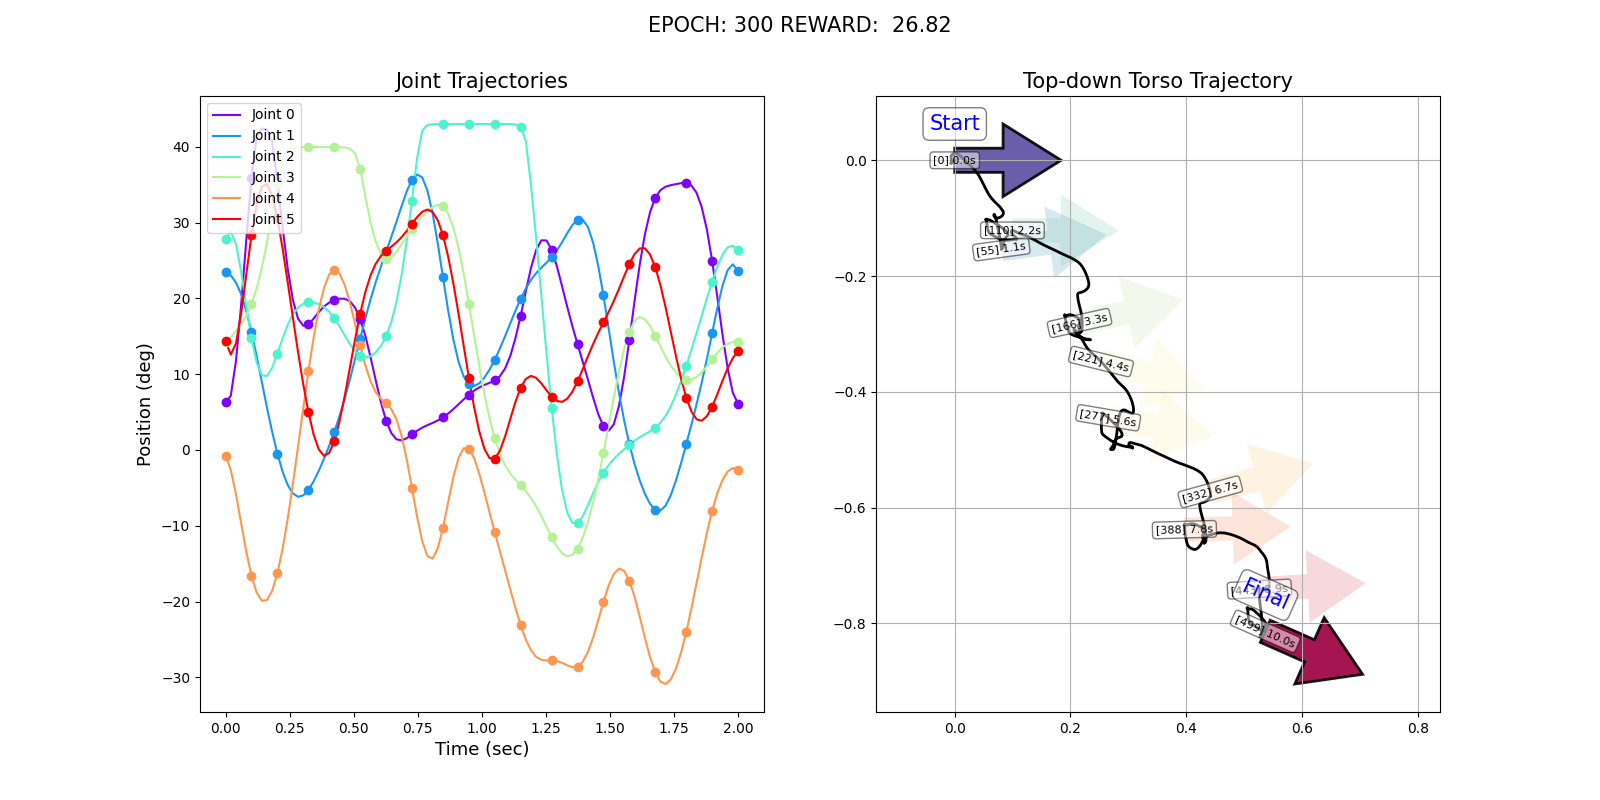 EPOCH: 300 REWARD:  26.82
Joint Trajectories
Joint 0
Joint 1
Joint 2
Joint 3
Joint 4
Joint 5
40
30
20
10
0
−10
−20
−30
Position (deg)
0.00
0.25
0.50
0.75
1.00
1.25
1.50
1.75
2.00
Time (sec)
Top-down Torso Trajectory
Start
[0] 0.0s
[110] 2.2s
[55] 1.1s
[166] 3.3s
[221] 4.4s
[277] 5.6s
[332] 6.7s
[388] 7.8s
Final
[499] 10.0s
0.0
−0.2
−0.4
−0.6
−0.8
0.0
0.2
0.4
0.6
0.8